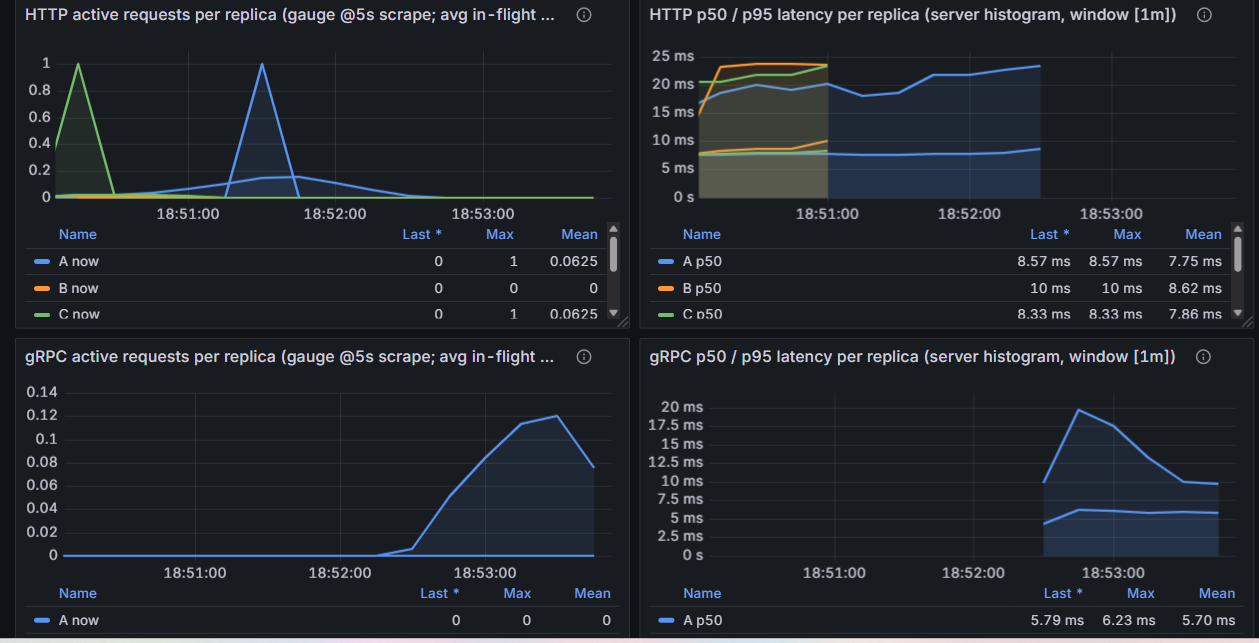 HTTP active requests per replica (gauge @5s scrape; avg in-flight ...
1
0.8
0.6
0.4
0.2
0
18:51:00 18:52:00 18:53:00
Name Last * Max Mean
A now 0 1 0.0625
B now 0 0 0
C now 0 1 0.0625
HTTP p50 / p95 latency per replica (server histogram, window [1m])
25 ms
20 ms
15 ms
10 ms
5 ms
0 s
18:51:00 18:52:00 18:53:00
Name Last * Max Mean
A p50 8.57 ms 8.57 ms 7.75 ms
B p50 10 ms 10 ms 8.62 ms
C p50 8.33 ms 8.33 ms 7.86 ms
gRPC active requests per replica (gauge @5s scrape; avg in-flight ...
0.14
0.12
0.1
0.08
0.06
0.04
0.02
0
18:51:00 18:52:00 18:53:00
Name Last * Max Mean
A now 0 0 0
gRPC p50 / p95 latency per replica (server histogram, window [1m])
20 ms
17.5 ms
15 ms
12.5 ms
10 ms
7.5 ms
5 ms
2.5 ms
0 s
18:51:00 18:52:00 18:53:00
Name Last * Max Mean
A p50 5.79 ms 6.23 ms 5.70 ms